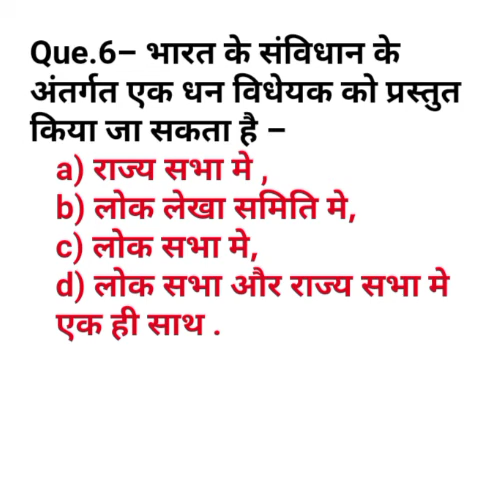 Que.6– भारत के संविधान के
अंतर्गत एक धन विधेयक को प्रस्तुत
किया जा सकता है –
a) राज्य सभा मे ,
b) लोक लेखा समिति मे,
c) लोक सभा मे,
d) लोक सभा और राज्य सभा मे
एक ही साथ .